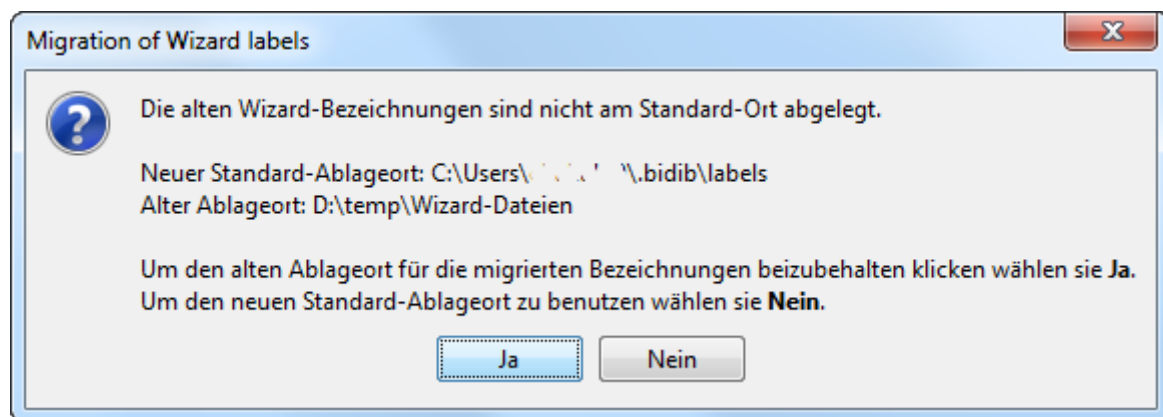 Migration of Wizard labels
Die alten Wizard-Bezeichnungen sind nicht am Standard-Ort abgelegt.
Neuer Standard-Ablageort: C:\Users\ \.bidib\labels
Alter Ablageort: D:\temp\Wizard-Dateien
Um den alten Ablageort für die migrierten Bezeichnungen beizubehalten klicken wählen sie Ja.
Um den neuen Standard-Ablageort zu benutzen wählen sie Nein.
Ja
Nein